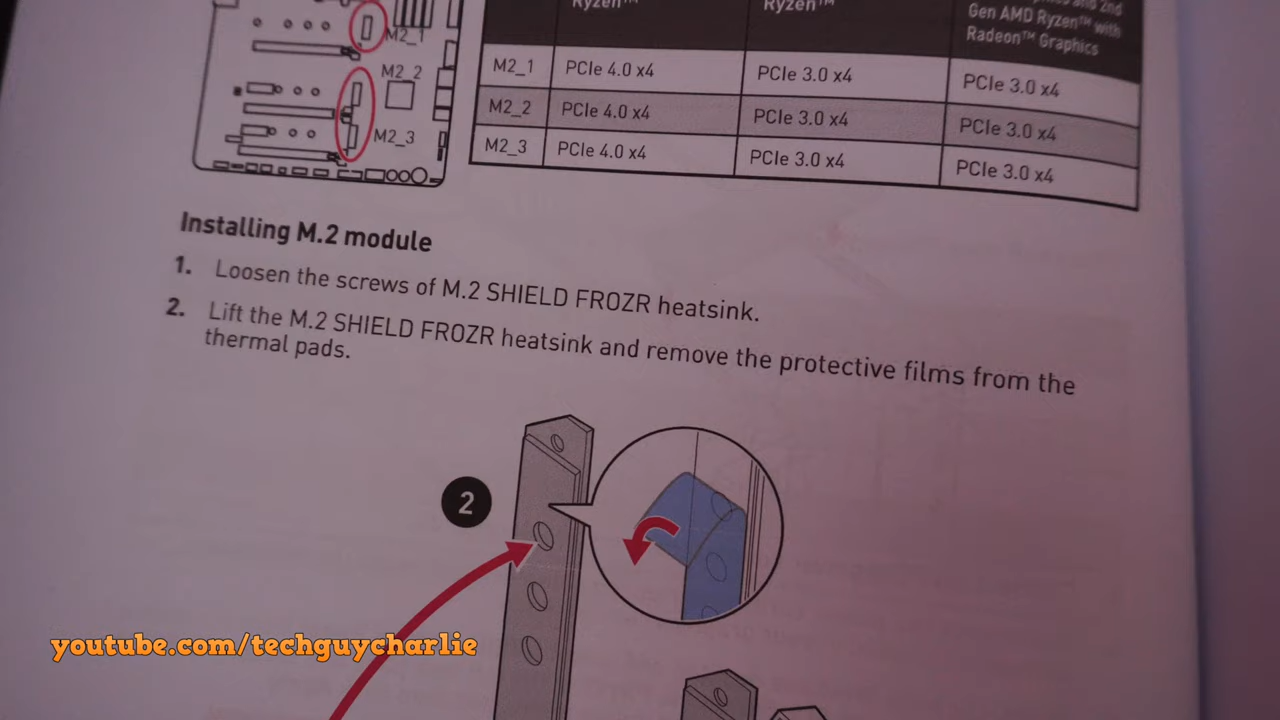 Ryzen™
Ryzen™
and 2nd
Gen AMD Ryzen™ with
Radeon™ Graphics
M2_1
M2_2
M2_3
M2_1 PCIe 4.0 x4 PCIe 3.0 x4 PCIe 3.0 x4
M2_2 PCIe 4.0 x4 PCIe 3.0 x4 PCIe 3.0 x4
M2_3 PCIe 4.0 x4 PCIe 3.0 x4 PCIe 3.0 x4
Installing M.2 module
1. Loosen the screws of M.2 SHIELD FROZR heatsink.
2. Lift the M.2 SHIELD FROZR heatsink and remove the protective films from the
thermal pads.
2
youtube.com/techguycharlie